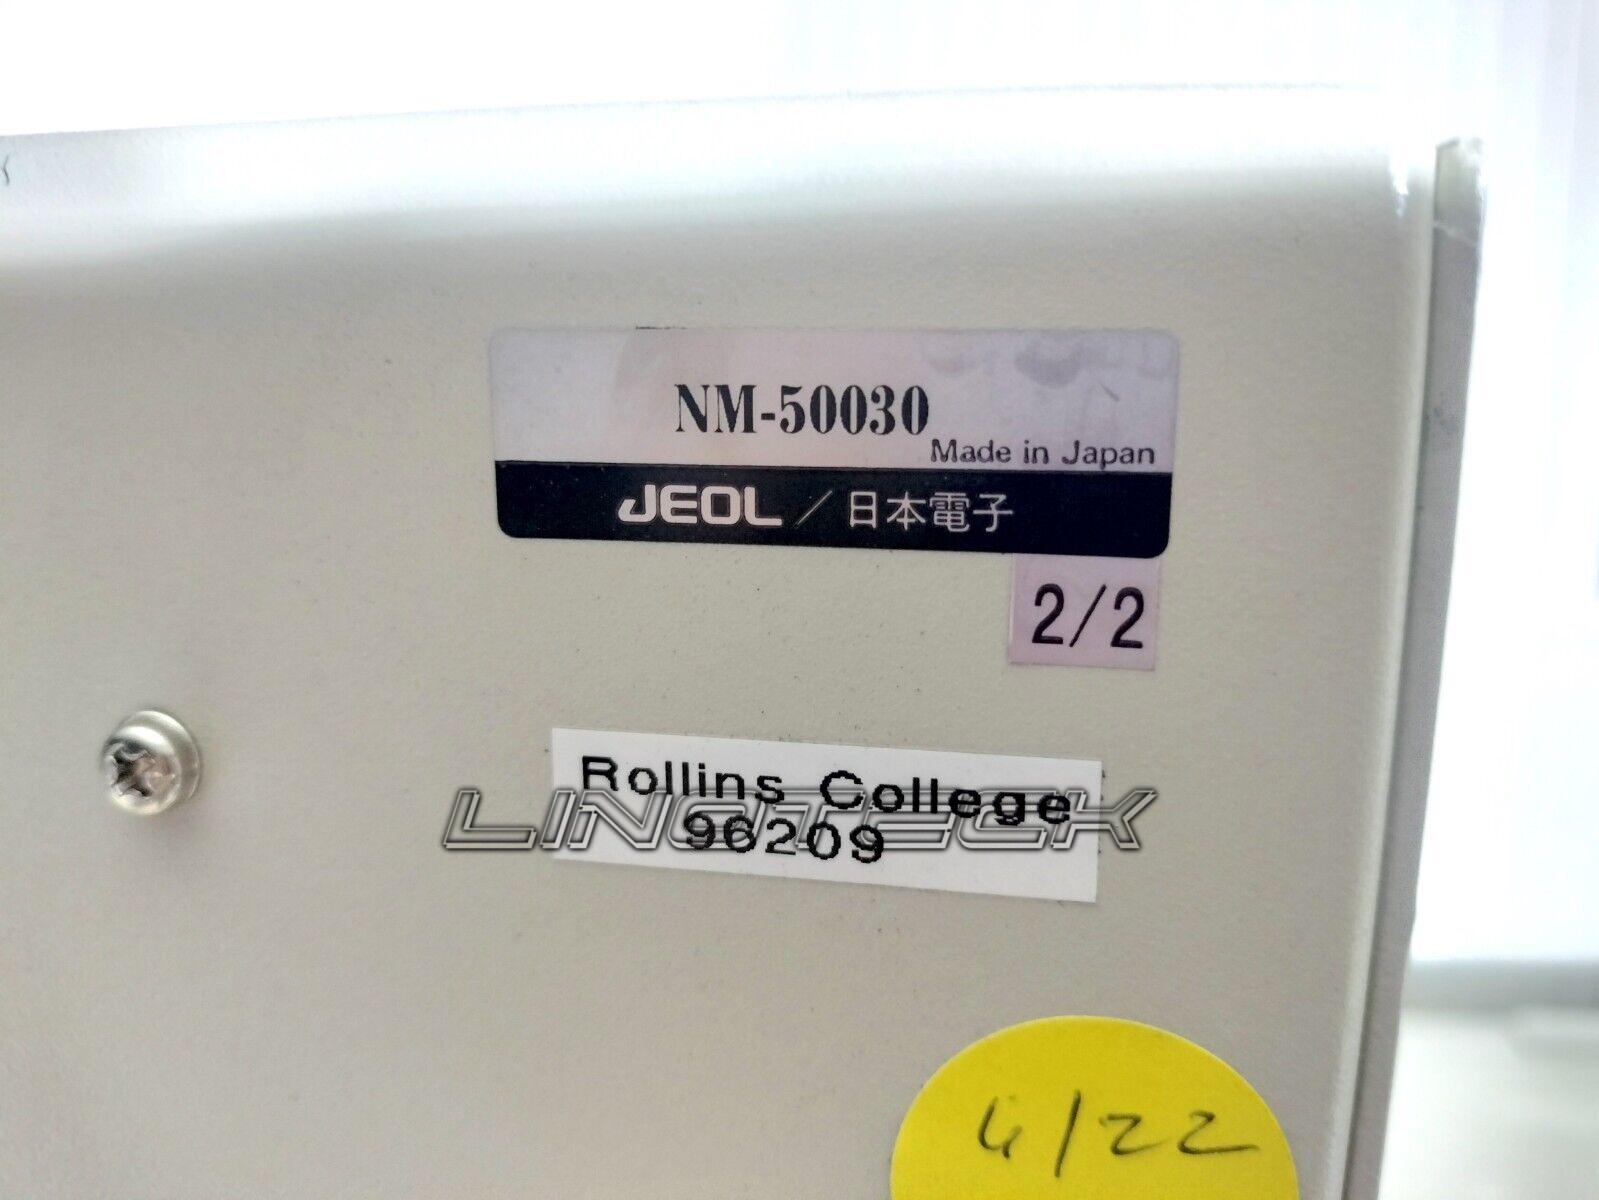 NM-50030
Made in Japan
JEOL / 日本電子
2/2
Rollins College
LINGTECK
96209
4/22